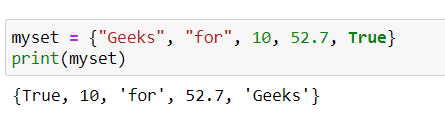 myset = {"Geeks", "for", 10, 52.7, True}
print(myset)
{True, 10, 'for', 52.7, 'Geeks'}